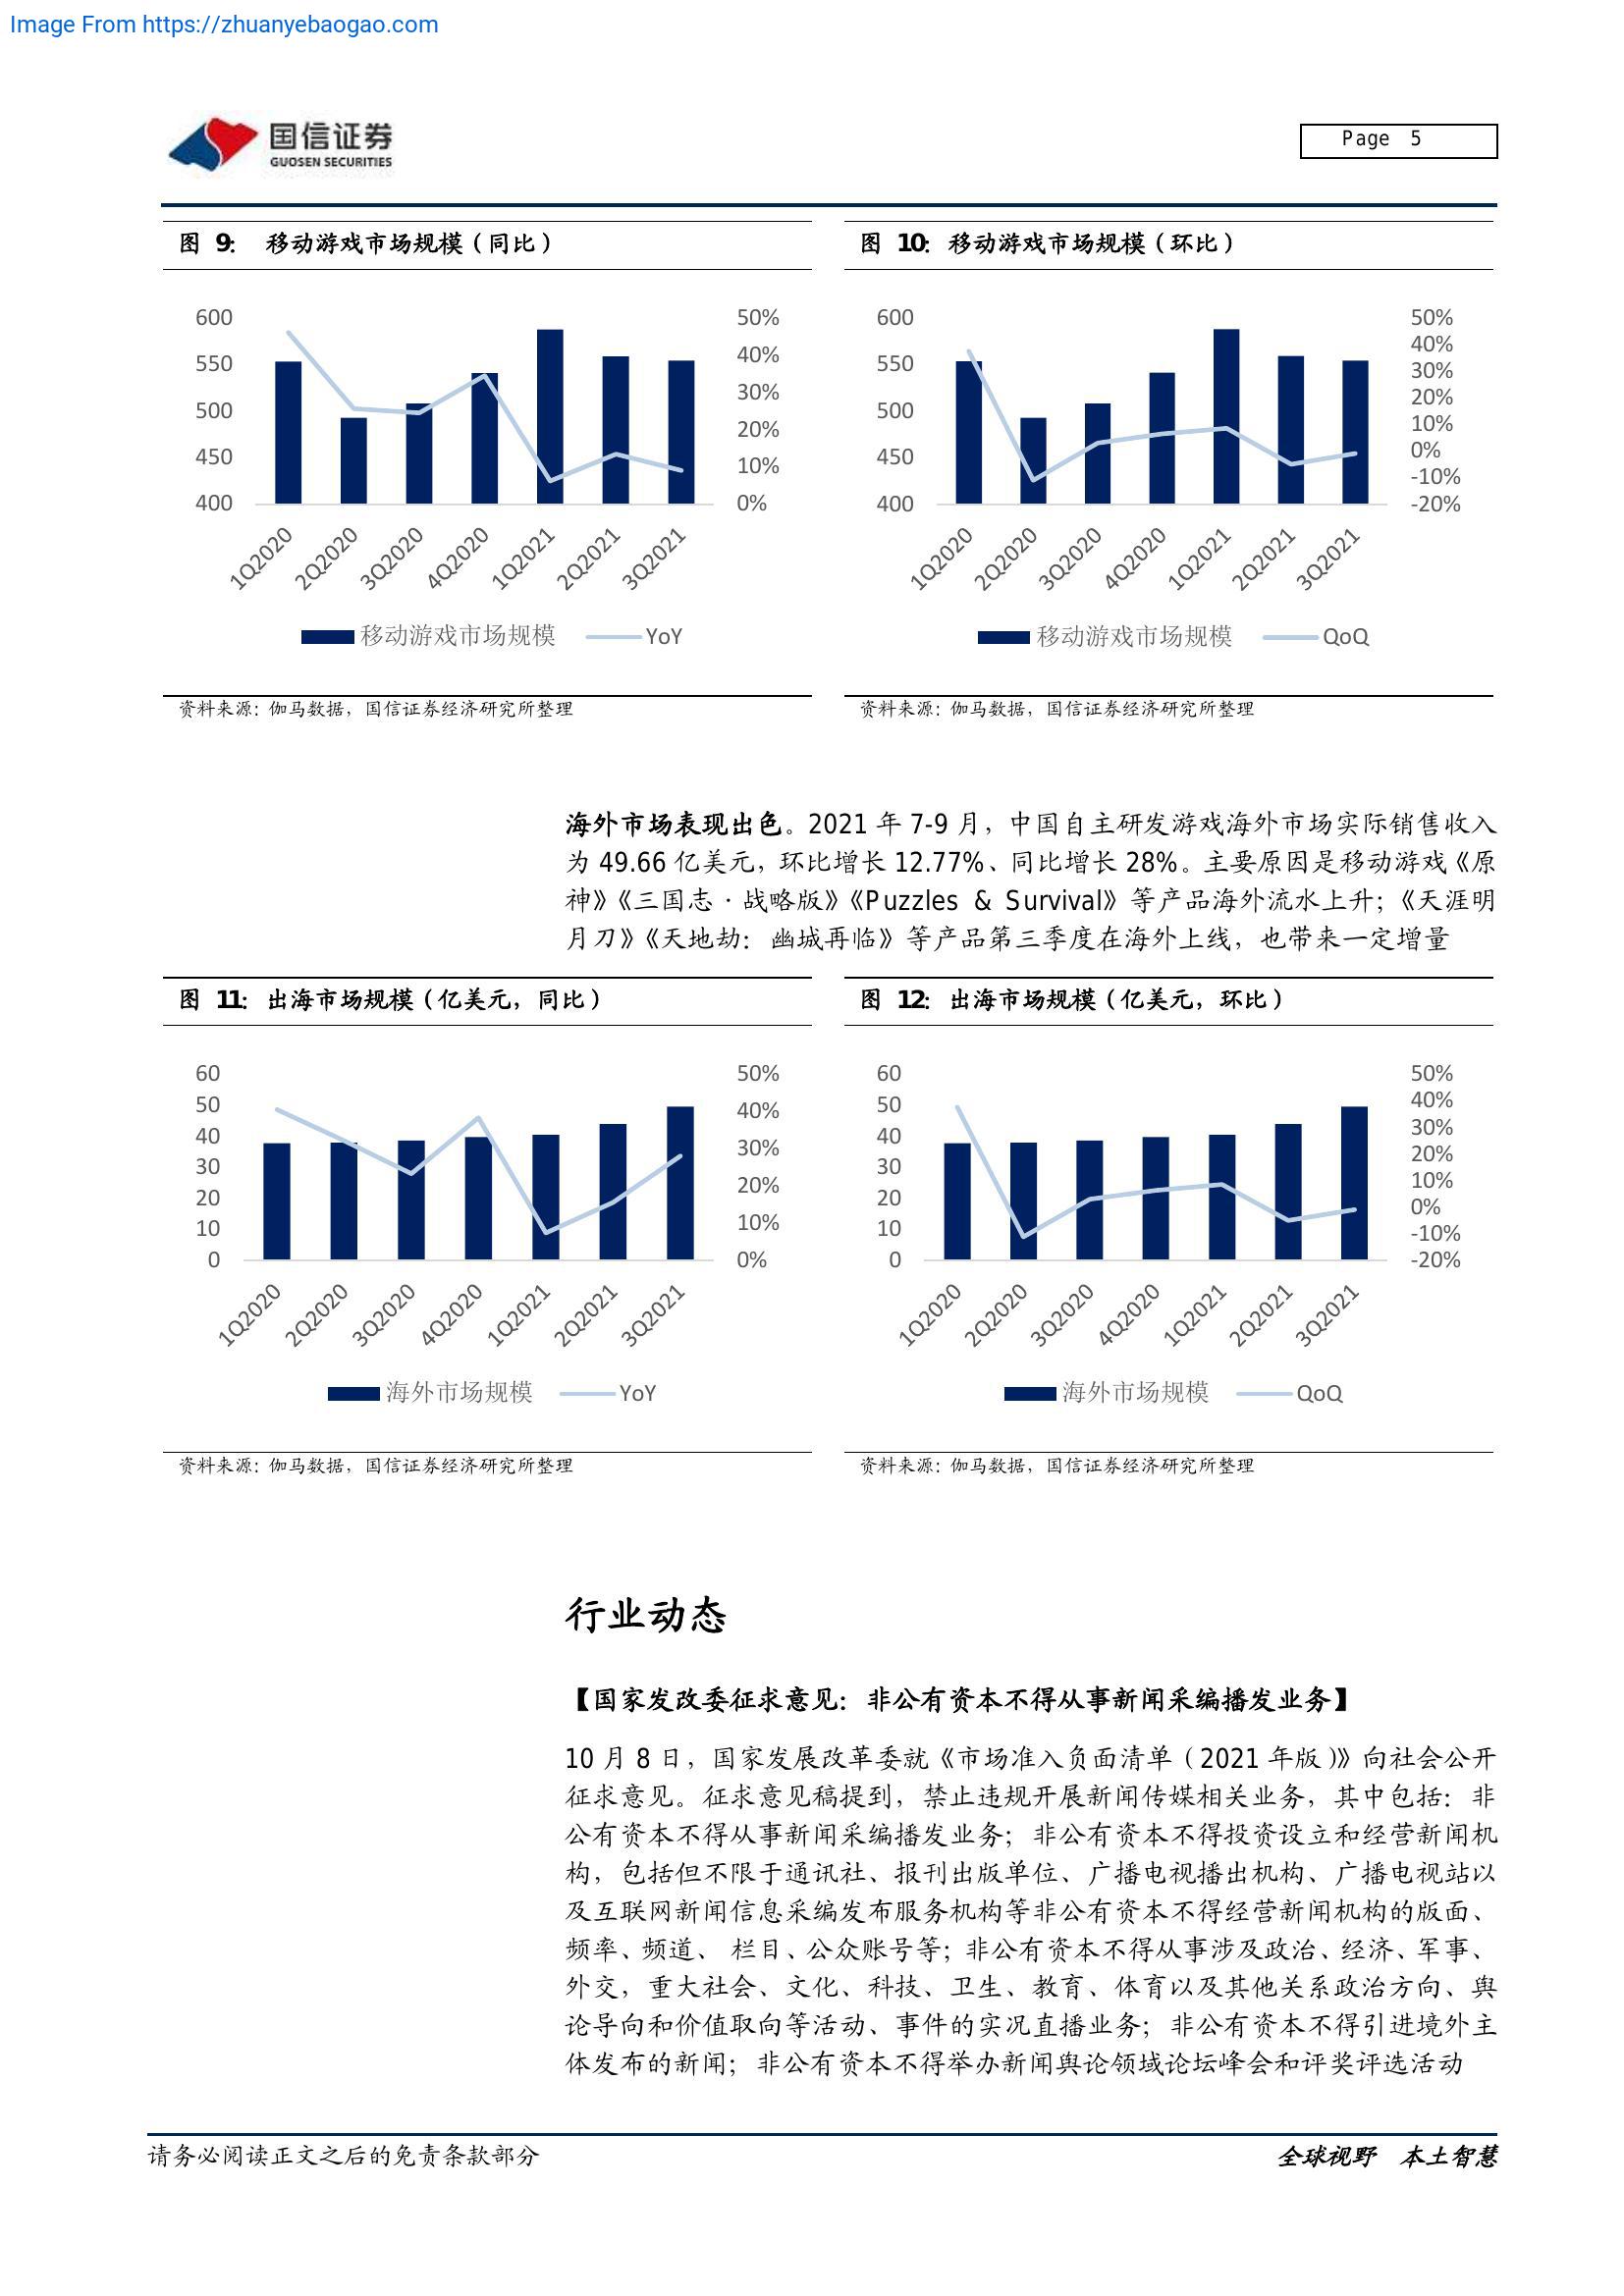 Image From https://zhuanyebaogao.com
国信证券
GUOSEN SECURITIES
Page 5
图 9: 移动游戏市场规模（同比）
600
550
500
450
400
50%
40%
30%
20%
10%
0%
1Q2020
2Q2020
3Q2020
4Q2020
1Q2021
2Q2021
3Q2021
移动游戏市场规模 YoY
资料来源：伽马数据，国信证券经济研究所整理
图 10: 移动游戏市场规模（环比）
600
550
500
450
400
50%
40%
30%
20%
10%
0%
-10%
-20%
1Q2020
2Q2020
3Q2020
4Q2020
1Q2021
2Q2021
3Q2021
移动游戏市场规模 QoQ
资料来源：伽马数据，国信证券经济研究所整理
海外市场表现出色。2021 年 7-9 月，中国自主研发游戏海外市场实际销售收入
为 49.66 亿美元，环比增长 12.77%、同比增长 28%。主要原因是移动游戏《原
神》《三国志·战略版》《Puzzles & Survival》等产品海外流水上升；《天涯明
月刀》《天地劫：幽城再临》等产品第三季度在海外上线，也带来一定增量
图 11: 出海市场规模（亿美元，同比）
60
50
40
30
20
10
0
50%
40%
30%
20%
10%
0%
1Q2020
2Q2020
3Q2020
4Q2020
1Q2021
2Q2021
3Q2021
海外市场规模 YoY
资料来源：伽马数据，国信证券经济研究所整理
图 12: 出海市场规模（亿美元，环比）
60
50
40
30
20
10
0
50%
40%
30%
20%
10%
0%
-10%
-20%
1Q2020
2Q2020
3Q2020
4Q2020
1Q2021
2Q2021
3Q2021
海外市场规模 QoQ
资料来源：伽马数据，国信证券经济研究所整理
行业动态
【国家发改委征求意见：非公有资本不得从事新闻采编播发业务】
10 月 8 日，国家发展改革委就《市场准入负面清单（2021 年版）》向社会公开
征求意见。征求意见稿提到，禁止违规开展新闻传媒相关业务，其中包括：非
公有资本不得从事新闻采编播发业务；非公有资本不得投资设立和经营新闻机
构，包括但不限于通讯社、报刊出版单位、广播电视播出机构、广播电视站以
及互联网新闻信息采编发布服务机构等非公有资本不得经营新闻机构的版面、
频率、频道、 栏目、公众账号等；非公有资本不得从事涉及政治、经济、军事、
外交，重大社会、文化、科技、卫生、教育、体育以及其他关系政治方向、舆
论导向和价值取向等活动、事件的实况直播业务；非公有资本不得引进境外主
体发布的新闻；非公有资本不得举办新闻舆论领域论坛峰会和评奖评选活动
请务必阅读正文之后的免责条款部分
全球视野 本土智慧